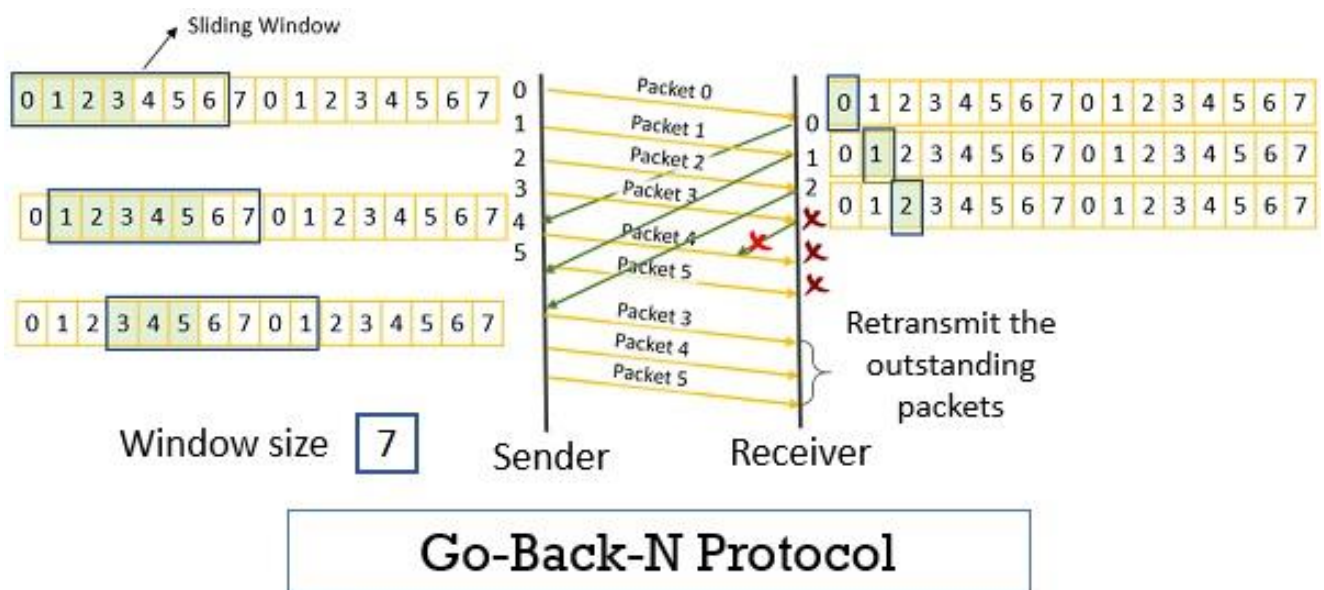 Sliding Window
0 1 2 3 4 5 6 7 0 1 2 3 4 5 6 7
0 1 2 3 4 5 6 7 0 1 2 3 4 5 6 7
0 1 2 3 4 5 6 7 0 1 2 3 4 5 6 7
Window size 7
0
1
2
3
4
5
Packet 0
Packet 1
Packet 2
Packet 3
Packet 4
Packet 5
Packet 3
Packet 4
Packet 5
Sender
0
1
2
Receiver
0 1 2 3 4 5 6 7 0 1 2 3 4 5 6 7
0 1 2 3 4 5 6 7 0 1 2 3 4 5 6 7
0 1 2 3 4 5 6 7 0 1 2 3 4 5 6 7
Retransmit the
outstanding
packets
Go-Back-N Protocol